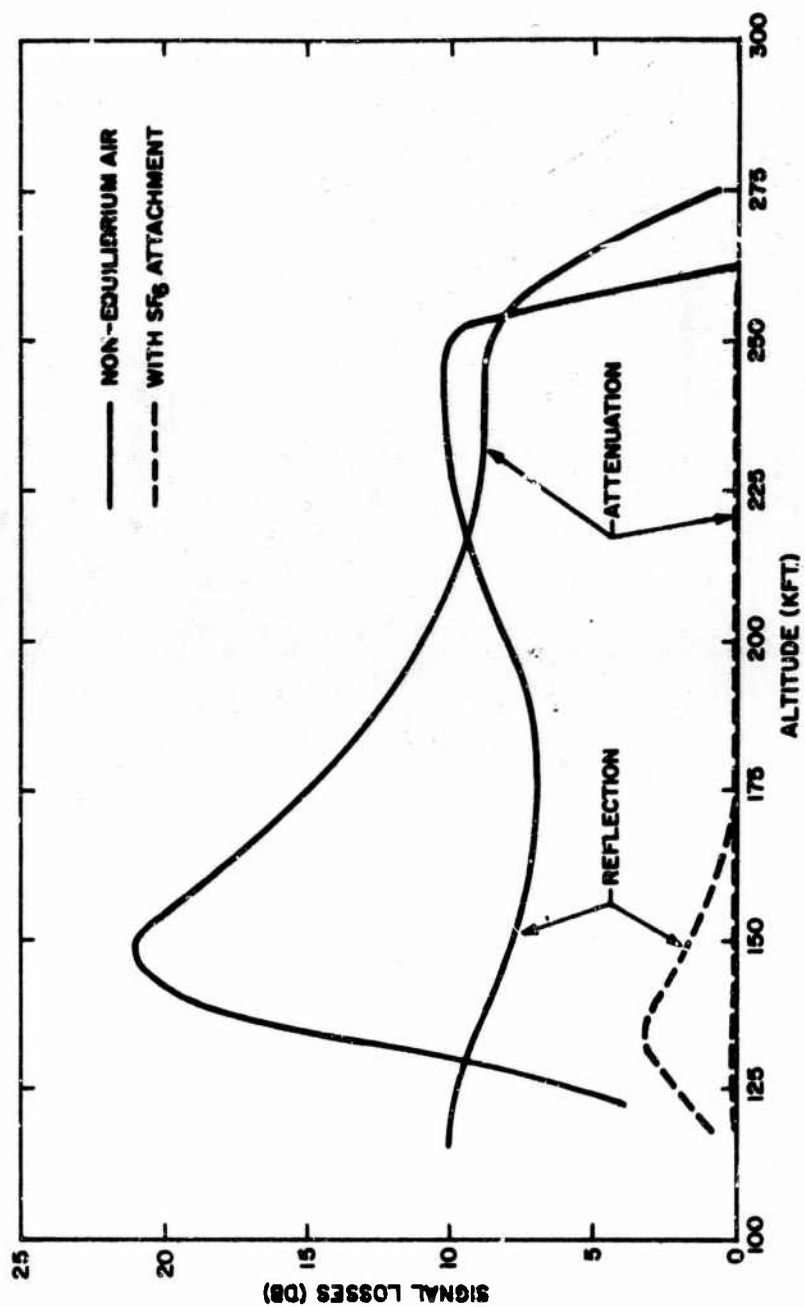 NON-EQUILIBRIUM AIR
WITH SF6 ATTACHMENT
SIGNAL LOSSES (DB)
25
20
15
10
5
0
REFLECTION
ATTENUATION
100
125
150
175
200
225
250
275
300
ALTITUDE (KFT.)